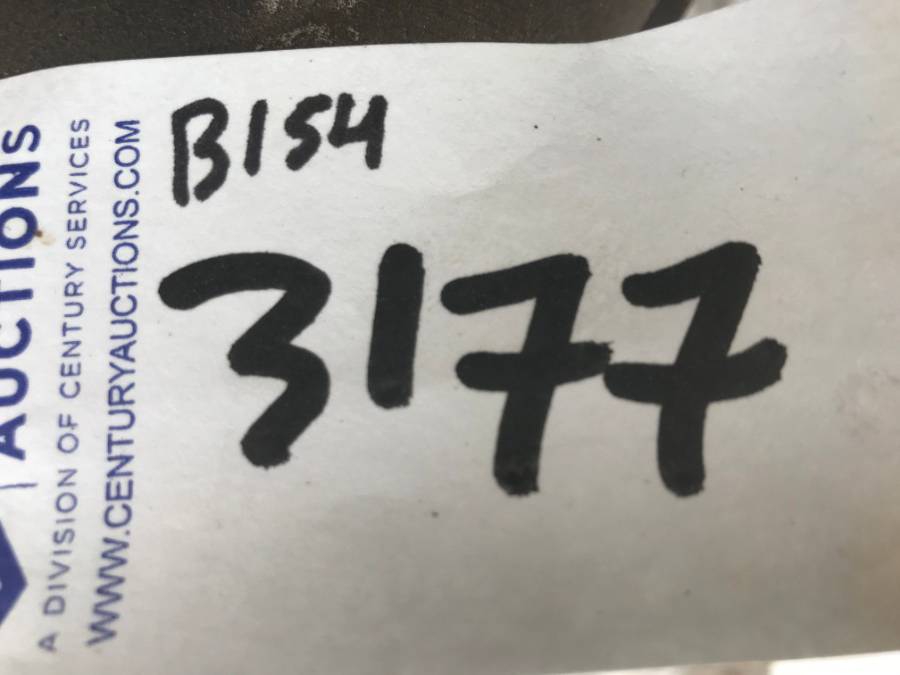 B154
3177
AUCTIONS
A DIVISION OF CENTURY SERVICES
WWW.CENTURYAUCTIONS.COM